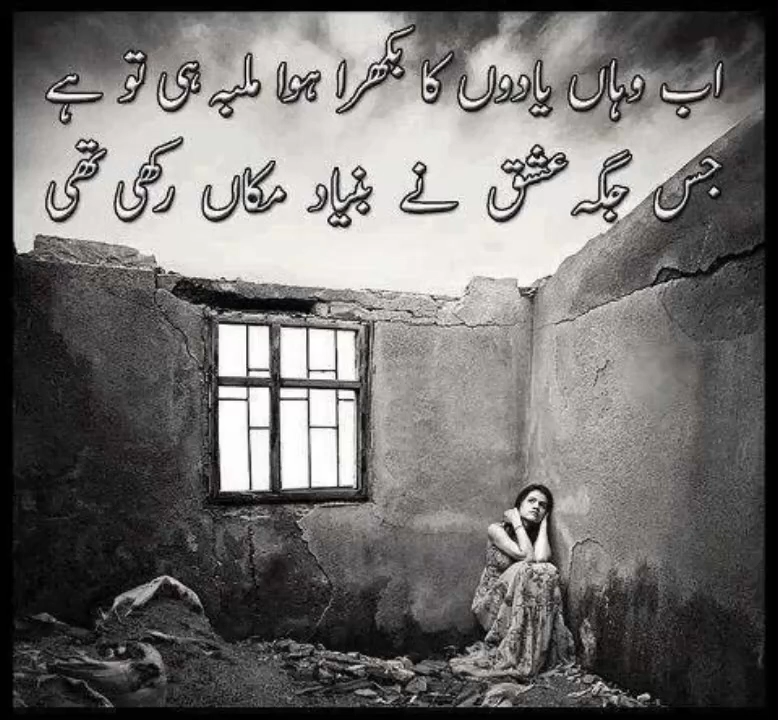 اب وہاں یادوں کا بکھرا ہوا ملبہ ہی تو ہے
جس جگہ عشق نے بنیاد مکاں رکھی تھی